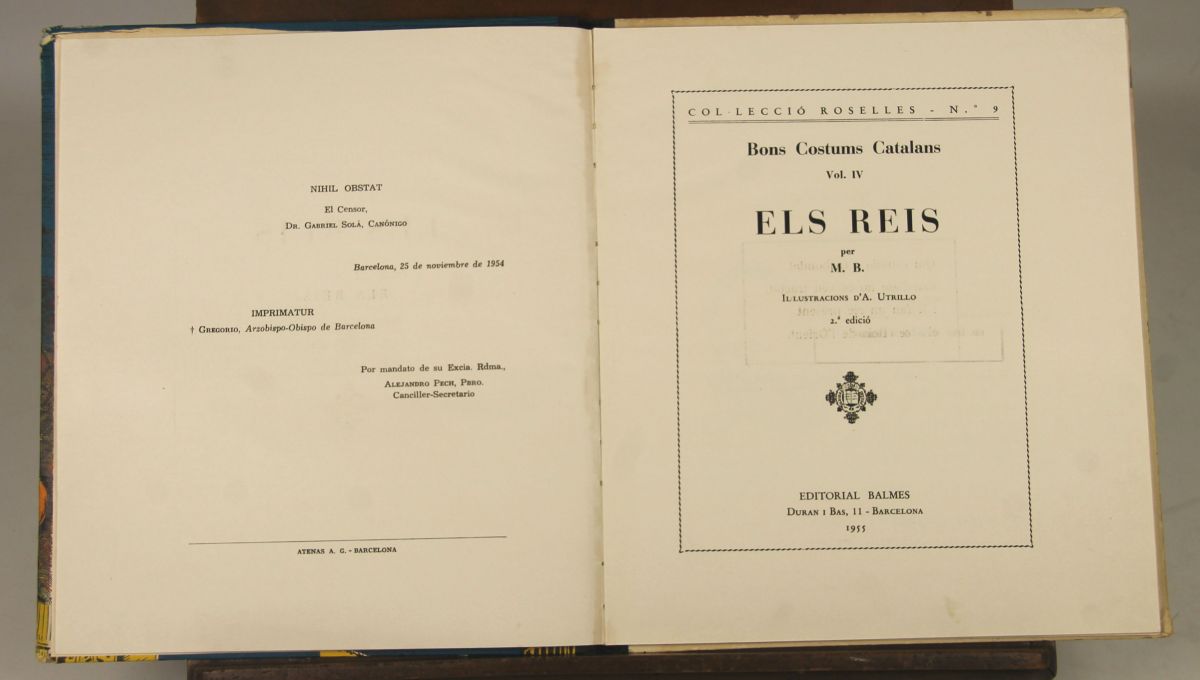 NIHIL OBSTAT
El Censor,
Dr. Gabriel Solá, Canónigo
Barcelona, 25 de noviembre de 1954
IMPRIMATUR
† Gregorio, Arzobispo-Obispo de Barcelona
Por mandato de su Excia. Rdma.,
Alejandro Pech, Pbro.
Canciller-Secretario
ATENAS A. G. - BARCELONA
COL·LECCIÓ ROSELLES - N.º 9
Bons Costums Catalans
Vol. IV
ELS REIS
per
M. B.
Il·lustracions d'A. Utrillo
2.ª edició
EDITORIAL BALMES
Duran i Bas, 11 - Barcelona
1955